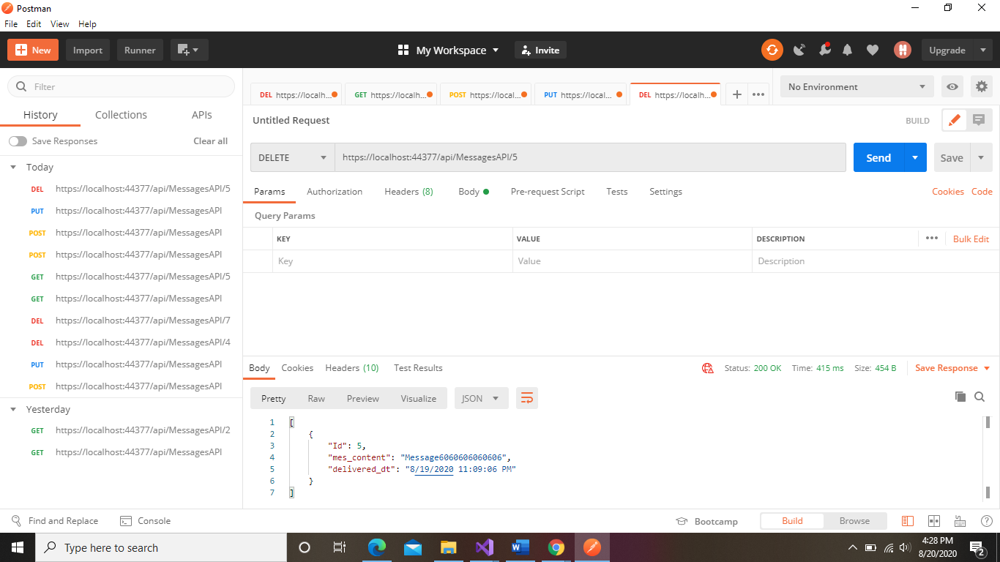 Postman
File Edit View Help
New Import Runner My Workspace Invite Upgrade
Filter
History Collections APIs
Save Responses Clear all
Today
DEL https://localhost:44377/api/MessagesAPI/5
PUT https://localhost:44377/api/MessagesAPI
POST https://localhost:44377/api/MessagesAPI
POST https://localhost:44377/api/MessagesAPI
GET https://localhost:44377/api/MessagesAPI/5
GET https://localhost:44377/api/MessagesAPI
DEL https://localhost:44377/api/MessagesAPI/7
DEL https://localhost:44377/api/MessagesAPI/4
PUT https://localhost:44377/api/MessagesAPI
POST https://localhost:44377/api/MessagesAPI
Yesterday
GET https://localhost:44377/api/MessagesAPI/2
GET https://localhost:44377/api/MessagesAPI
DEL https://localh... GET https://localh... POST https://local... PUT https://local... DEL https://localh... No Environment
Untitled Request BUILD
DELETE https://localhost:44377/api/MessagesAPI/5 Send Save
Params Authorization Headers (8) Body Pre-request Script Tests Settings Cookies Code
Query Params
KEY VALUE DESCRIPTION Bulk Edit
Key Value Description
Body Cookies Headers (10) Test Results Status: 200 OK Time: 415 ms Size: 454 B Save Response
Pretty Raw Preview Visualize JSON
1 [
2 {
3 "Id": 5,
4 "mes_content": "Message6060606060606",
5 "delivered_dt": "8/19/2020 11:09:06 PM"
6 }
7 ]
Find and Replace Console Bootcamp Build Browse
Type here to search
4:28 PM
8/20/2020
2